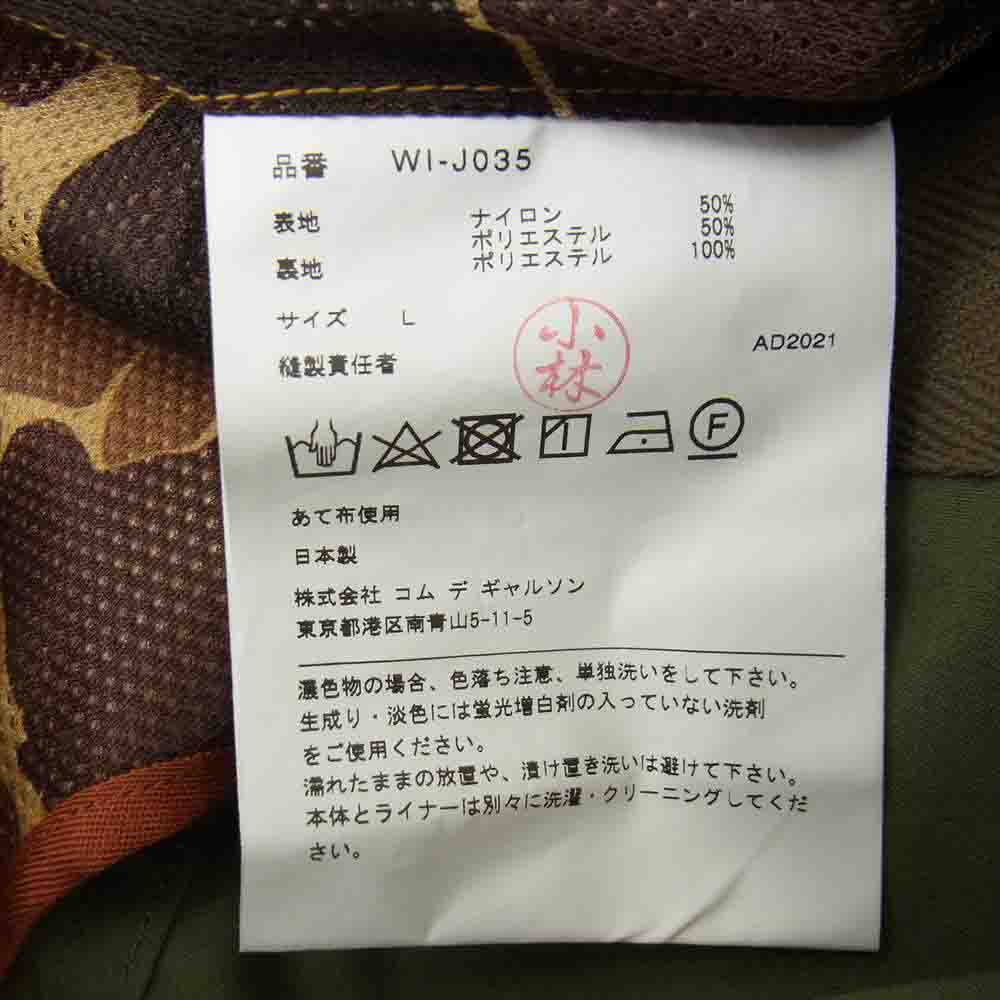 品番 WI-J035
表地 ナイロン 50%
ポリエステル 50%
裏地 ポリエステル 100%
サイズ L
縫製責任者 小林
AD2021
F
あて布使用
日本製
株式会社 コム デ ギャルソン
東京都港区南青山5-11-5
濃色物の場合、色落ち注意、単独洗いをして下さい。
生成り・淡色には蛍光増白剤の入っていない洗剤
をご使用ください。
濡れたままの放置や、漬け置き洗いは避けて下さい。
本体とライナーは別々に洗濯・クリーニングしてくだ
さい。